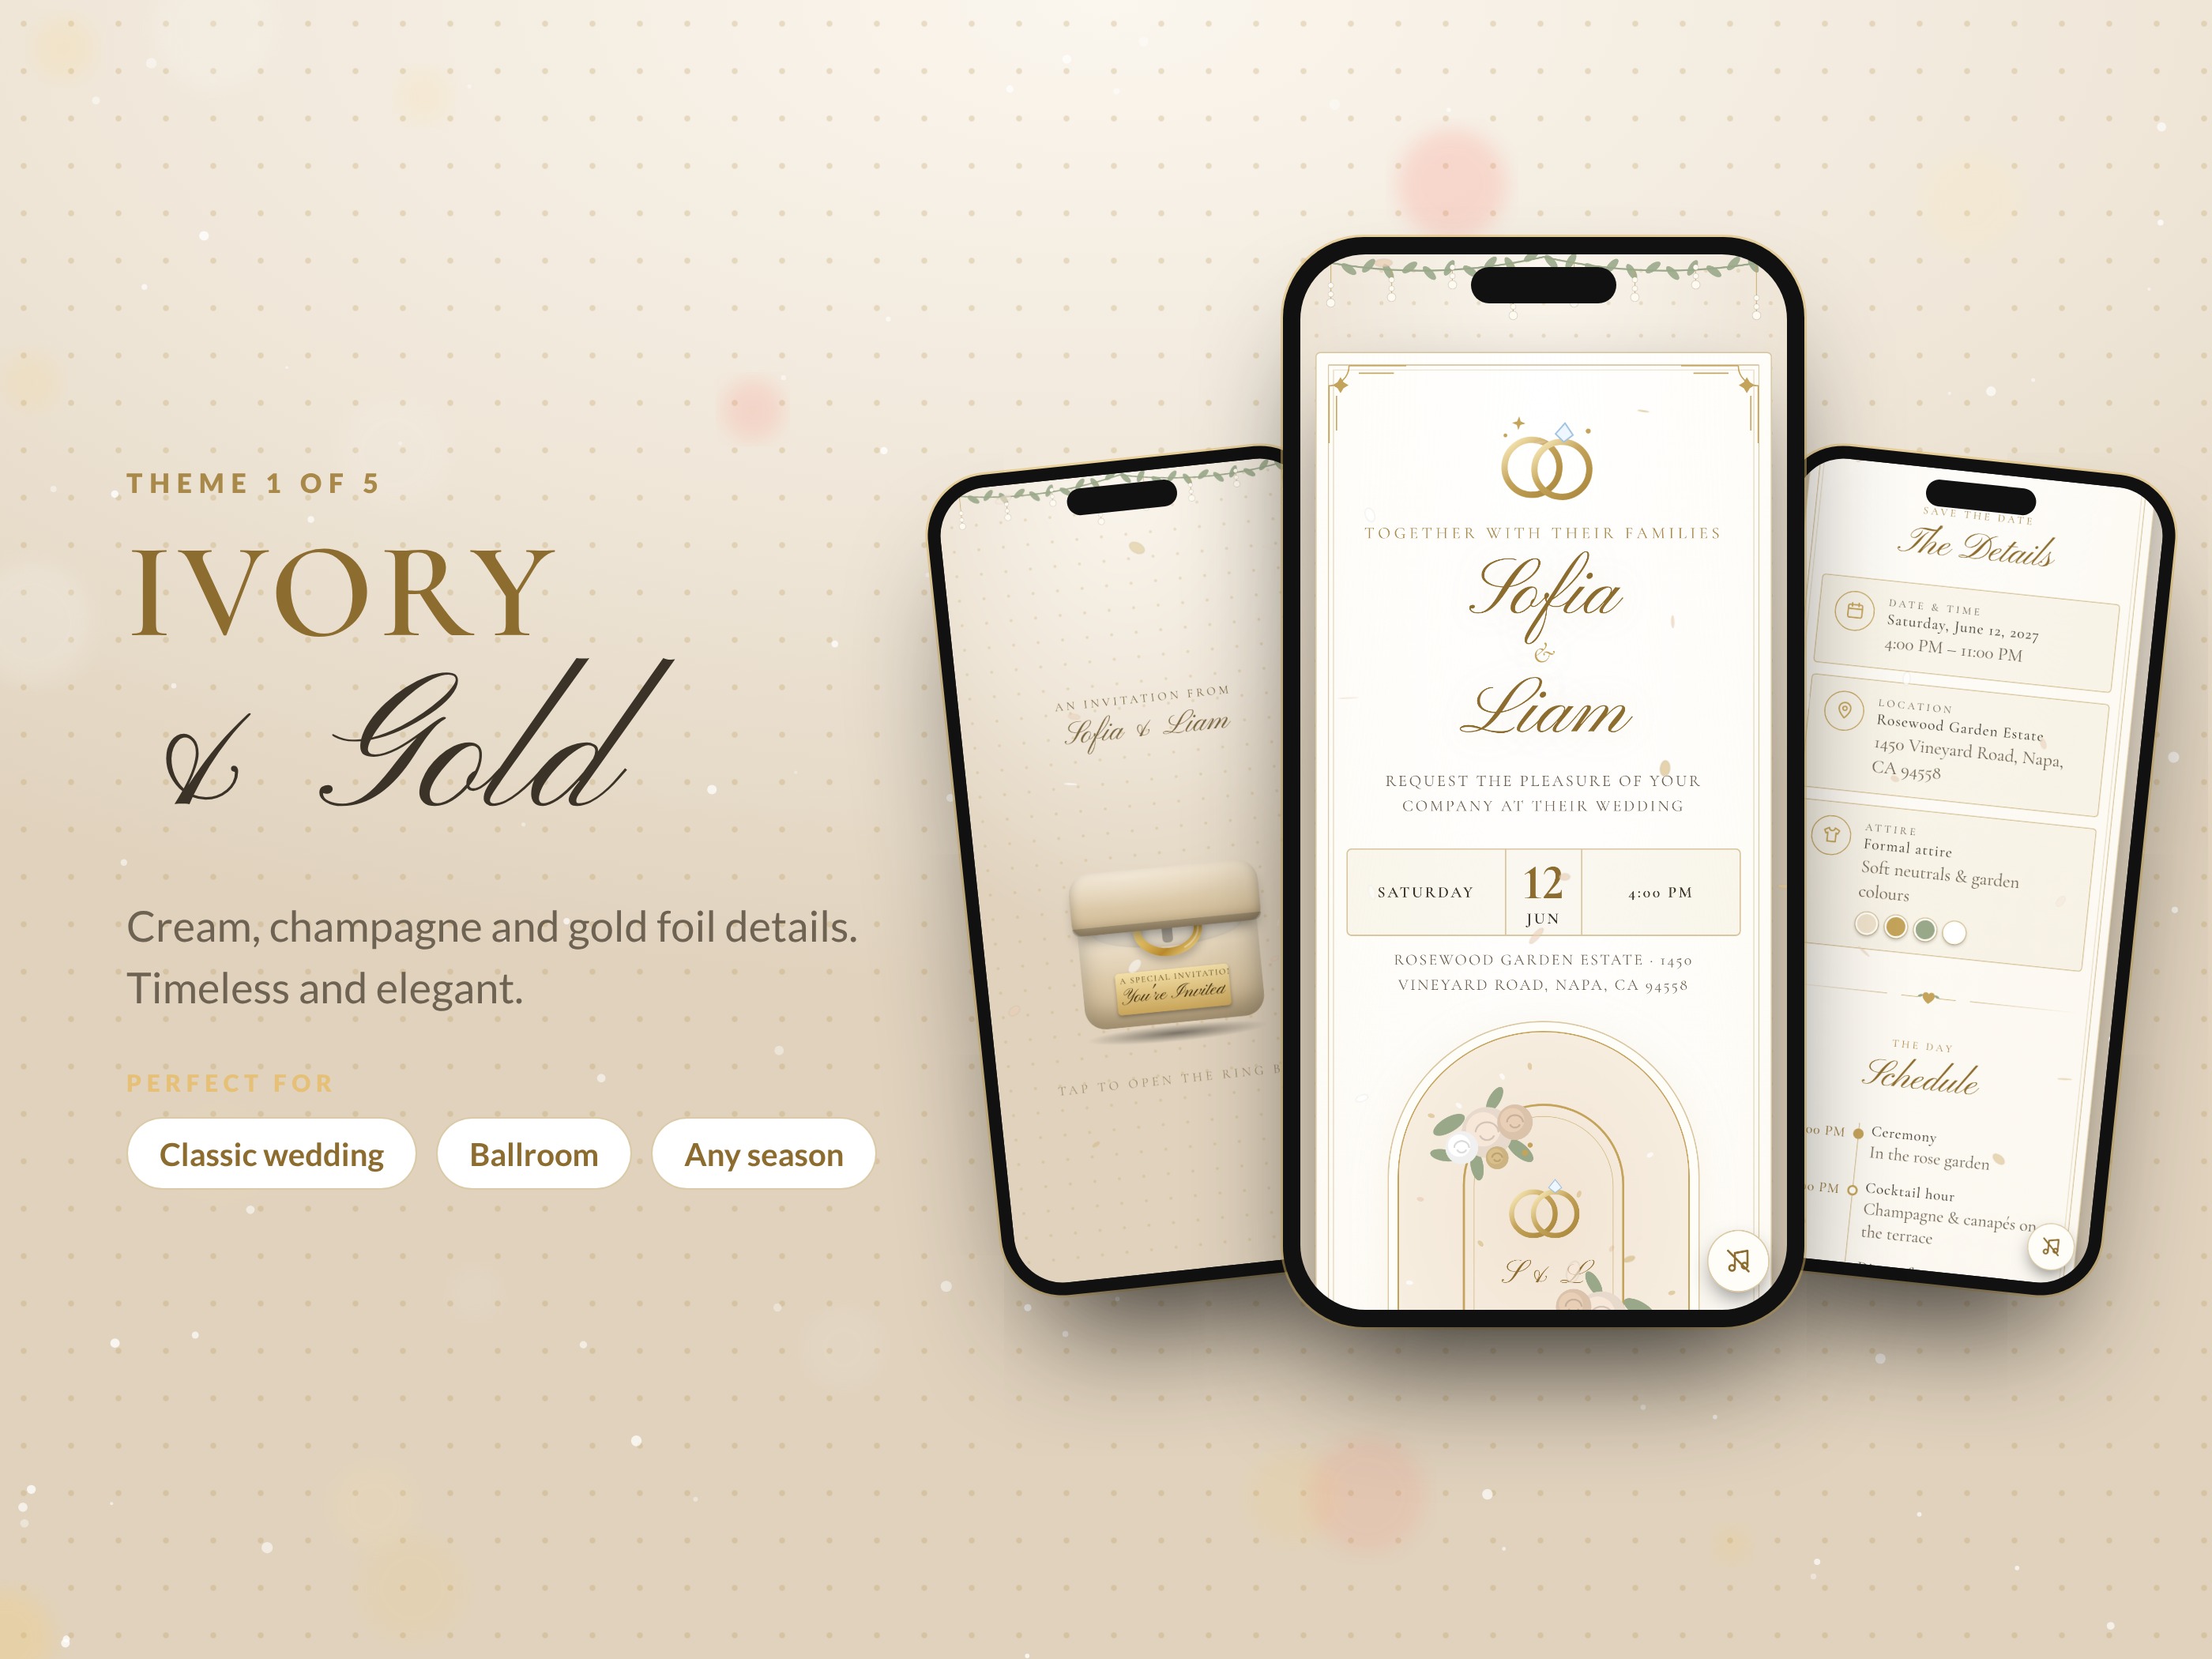 THEME 1 OF 5
IVORY
& Gold
Cream, champagne and gold foil details.
Timeless and elegant.
PERFECT FOR
Classic wedding
Ballroom
Any season
AN INVITATION FROM
Sofia & Liam
A SPECIAL INVITATION
You're Invited
TAP TO OPEN THE RING B
TOGETHER WITH THEIR FAMILIES
Sofia
&
Liam
REQUEST THE PLEASURE OF YOUR
COMPANY AT THEIR WEDDING
SATURDAY
12
JUN
4:00 PM
ROSEWOOD GARDEN ESTATE · 1450
VINEYARD ROAD, NAPA, CA 94558
S & L
SAVE THE DATE
The Details
DATE & TIME
Saturday, June 12, 2027
4:00 PM – 11:00 PM
LOCATION
Rosewood Garden Estate
1450 Vineyard Road, Napa,
CA 94558
ATTIRE
Formal attire
Soft neutrals & garden
colours
THE DAY
Schedule
00 PM Ceremony
In the rose garden
00 PM Cocktail hour
Champagne & canapés on
the terrace